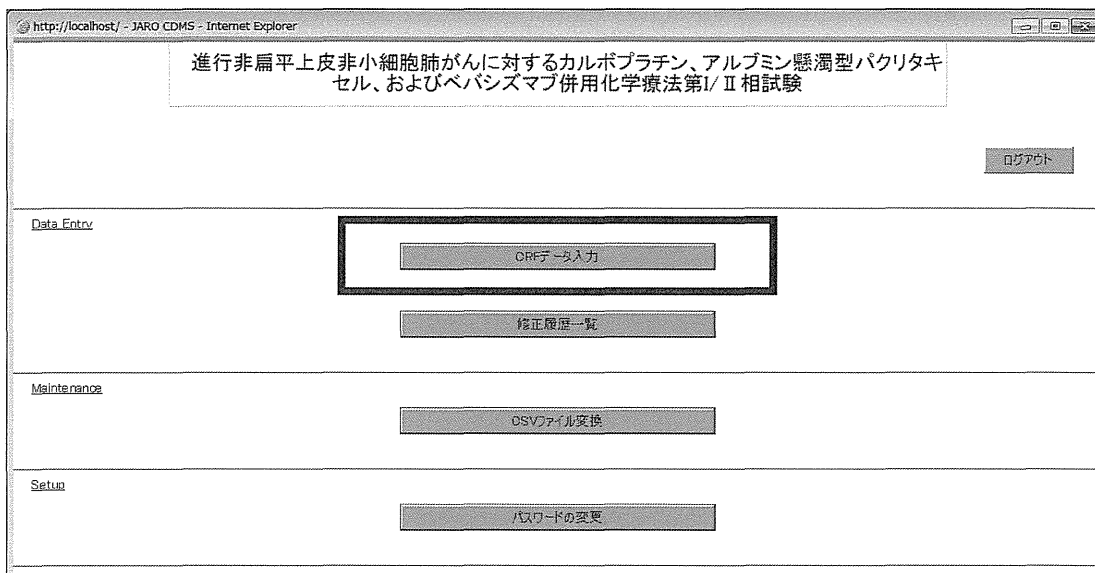 http://localhost/ - JARO CDMS - Internet Explorer
進行非扁平上皮非小細胞肺がんに対するカルボプラチン、アルブミン懸濁型パクリタキ
セル、およびベバシズマブ併用化学療法第I/Ⅱ相試験
ログアウト
Data Entry
CRFデータ入力
修正履歴一覧
Maintenance
CSVファイル変換
Setup
パスワードの変更